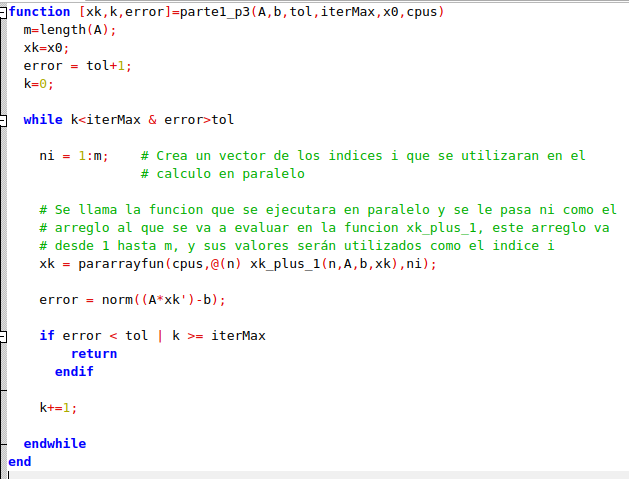 function [xk,k,error]=parte1_p3(A,b,tol,iterMax,x0,cpus)
m=length(A);
xk=x0;
error = tol+1;
k=0;
while k<iterMax & error>tol
ni = 1:m;    # Crea un vector de los indices i que se utilizaran en el
# calculo en paralelo
# Se llama la funcion que se ejecutara en paralelo y se le pasa ni como el
# arreglo al que se va a evaluar en la funcion xk_plus_1, este arreglo va
# desde 1 hasta m, y sus valores serán utilizados como el indice i
xk = pararrayfun(cpus,@(n) xk_plus_1(n,A,b,xk),ni);
error = norm((A*xk')-b);
if error < tol | k >= iterMax
return
endif
k+=1;
endwhile
end